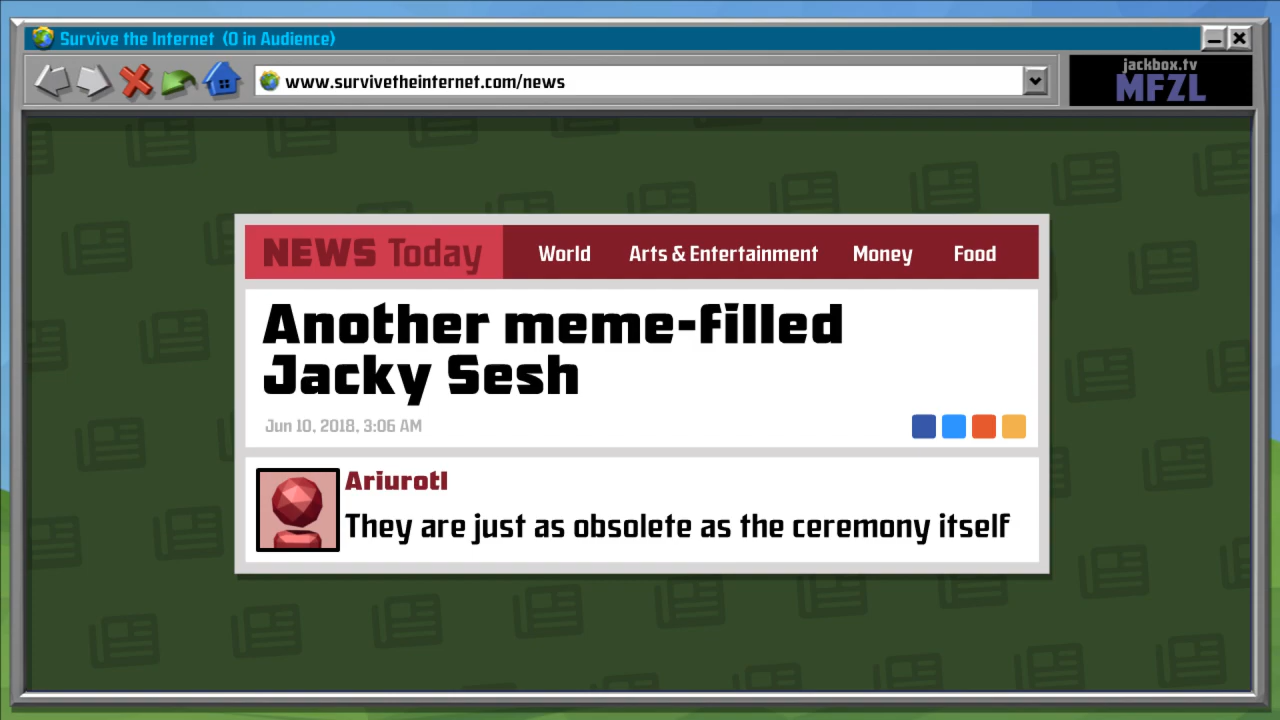 Survive the Internet (0 in Audience)
www.survivetheinternet.com/news
jackbox.tv
MFZL
NEWS Today World Arts & Entertainment Money Food
Another meme-filled
Jacky Sesh
Jun 10, 2018, 3:06 AM
Ariurotl
They are just as obsolete as the ceremony itself